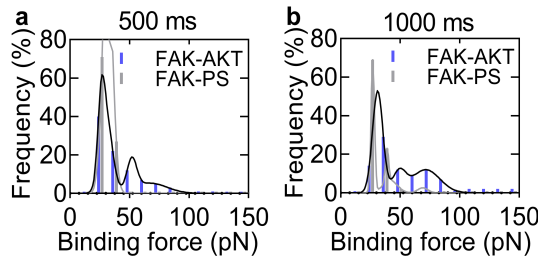 a 500 ms
Frequency (%)
80
60
40
20
0
FAK-AKT
FAK-PS
0 50 100 150
Binding force (pN)
b 1000 ms
Frequency (%)
80
60
40
20
0
FAK-AKT
FAK-PS
0 50 100 150
Binding force (pN)